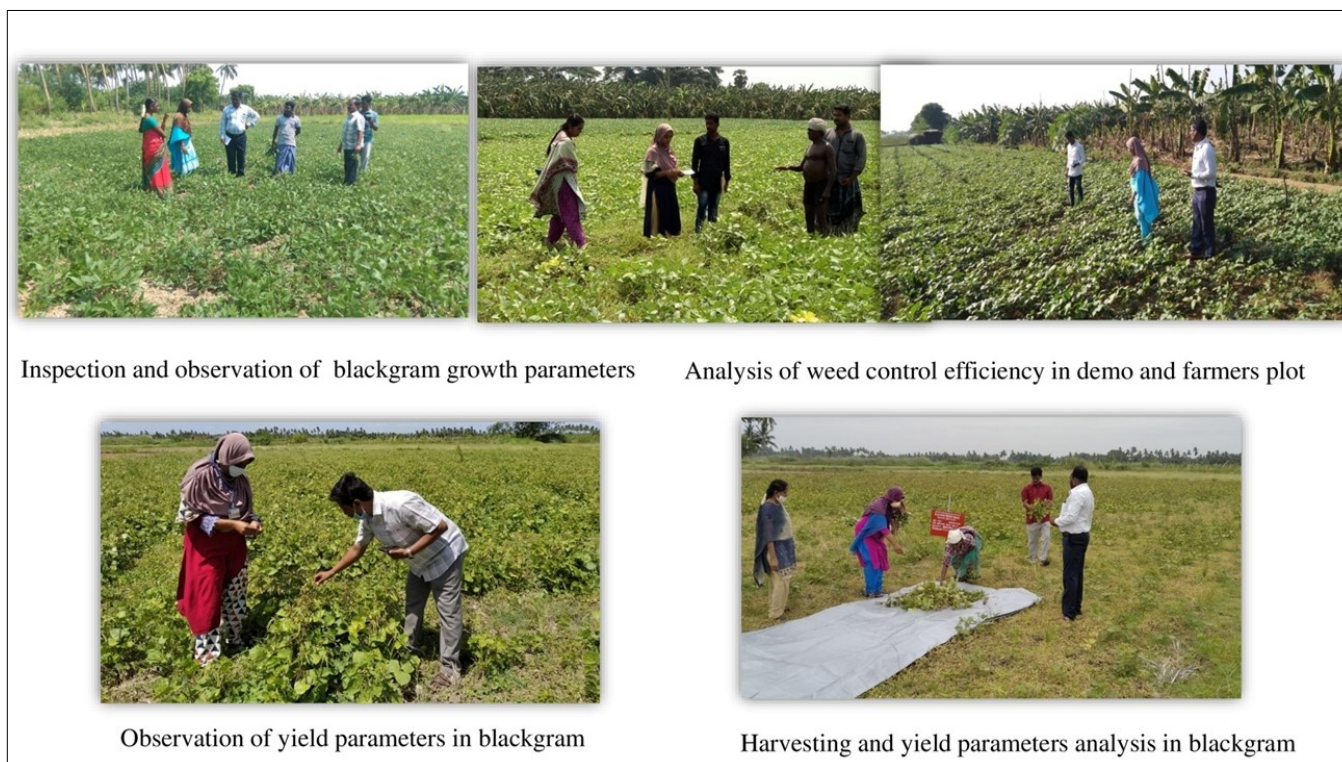 Inspection and observation of blackgram growth parameters
Analysis of weed control efficiency in demo and farmers plot
Observation of yield parameters in blackgram
Harvesting and yield parameters analysis in blackgram